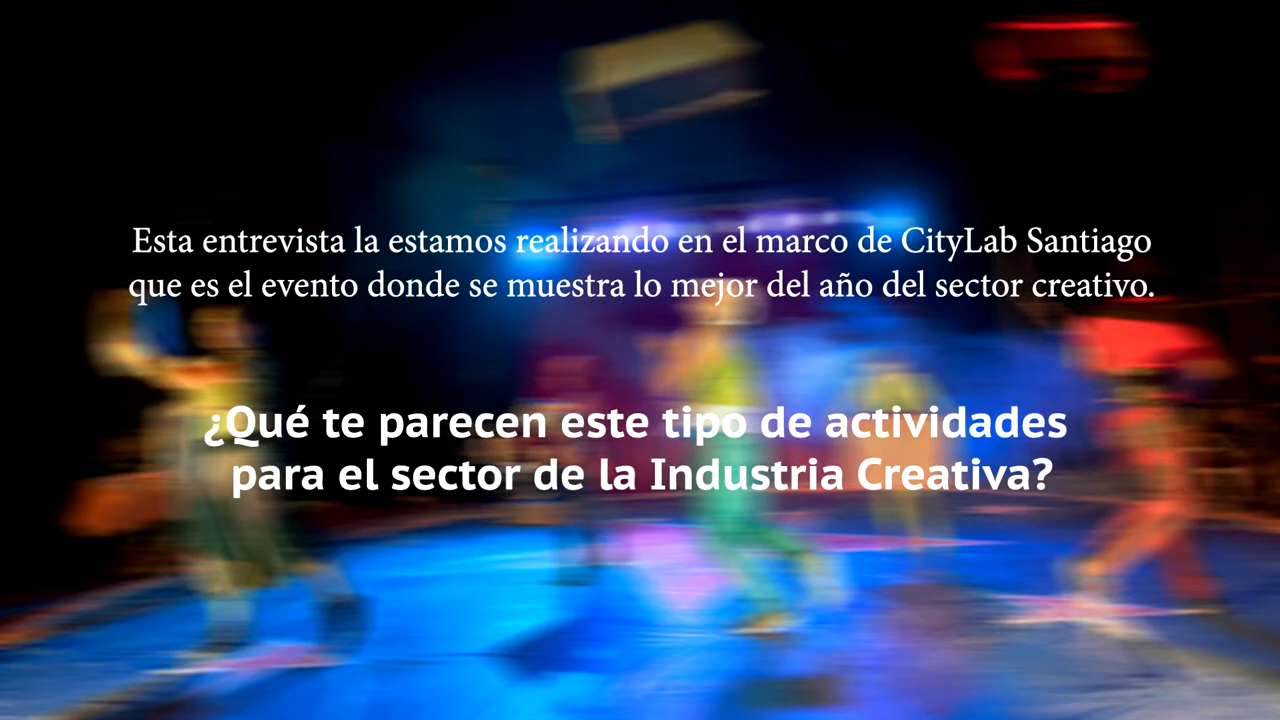 Esta entrevista la estamos realizando en el marco de CityLab Santiago
que es el evento donde se muestra lo mejor del año del sector creativo.
¿Qué te parecen este tipo de actividades
para el sector de la Industria Creativa?